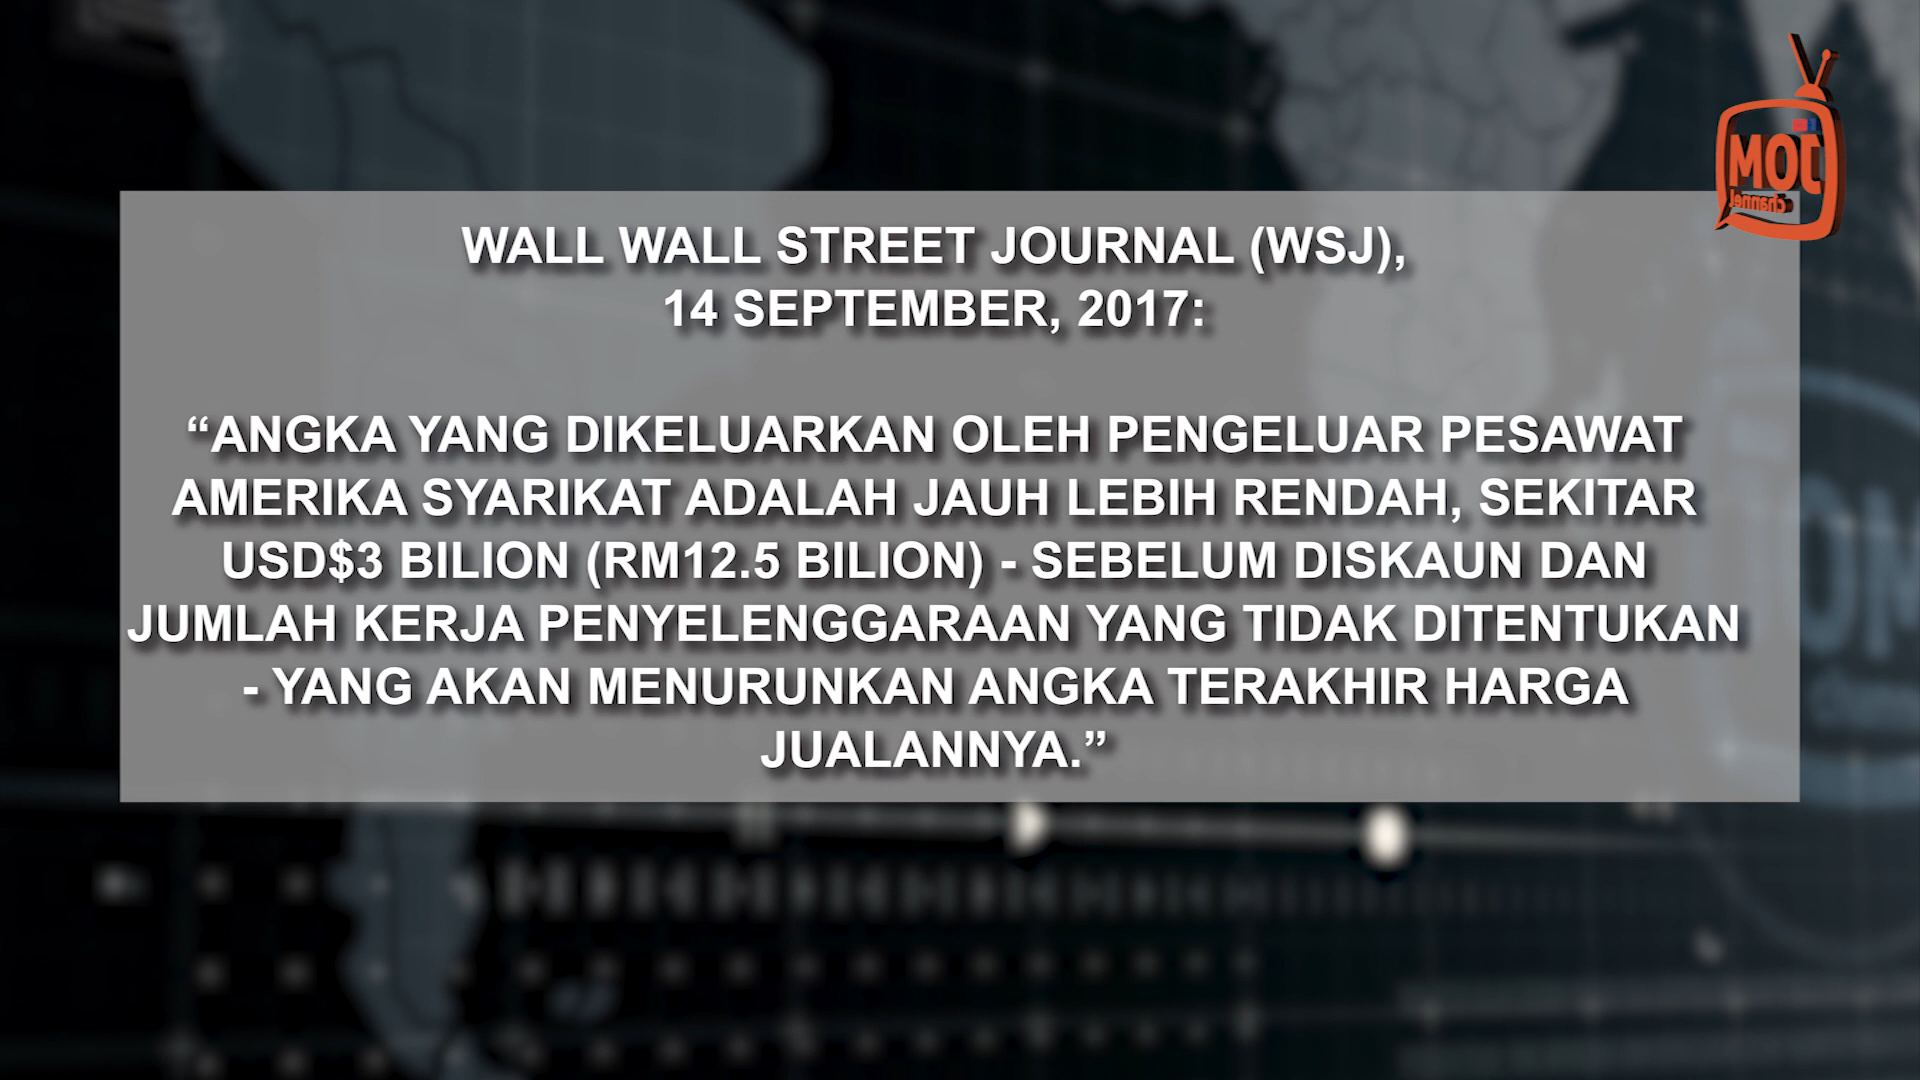 WALL WALL STREET JOURNAL (WSJ),
14 SEPTEMBER, 2017:
“ANGKA YANG DIKELUARKAN OLEH PENGELUAR PESAWAT
AMERIKA SYARIKAT ADALAH JAUH LEBIH RENDAH, SEKITAR
USD$3 BILION (RM12.5 BILION) - SEBELUM DISKAUN DAN
JUMLAH KERJA PENYELENGGARAAN YANG TIDAK DITENTUKAN
- YANG AKAN MENURUNKAN ANGKA TERAKHIR HARGA
JUALANNYA.”
JOM
channel